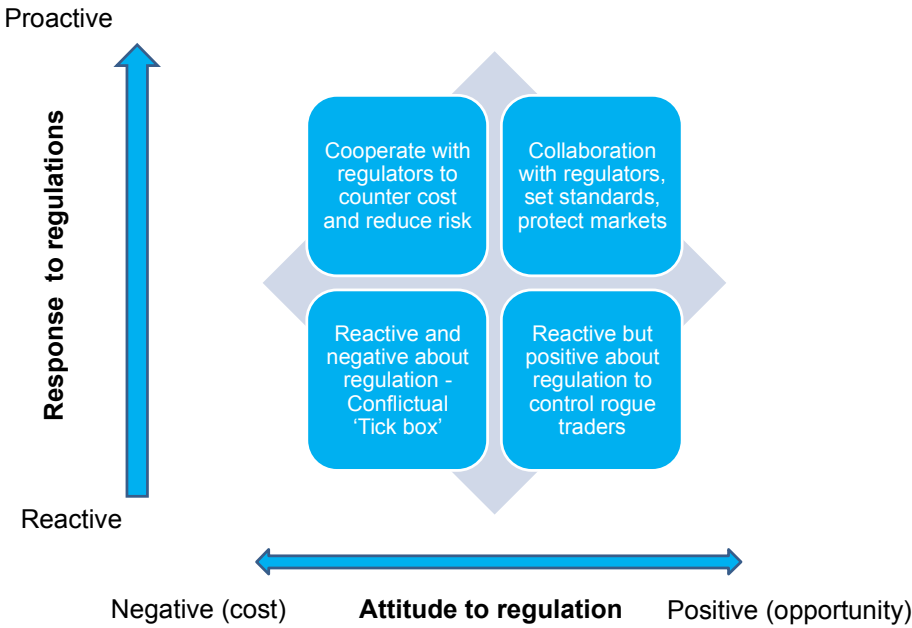 Proactive
Response to regulations
Cooperate with
regulators to
counter cost
and reduce risk
Collaboration
with regulators,
set standards,
protect markets
Reactive and
negative about
regulation -
Conflictual
‘Tick box’
Reactive but
positive about
regulation to
control rogue
traders
Reactive
Negative (cost)
Attitude to regulation
Positive (opportunity)